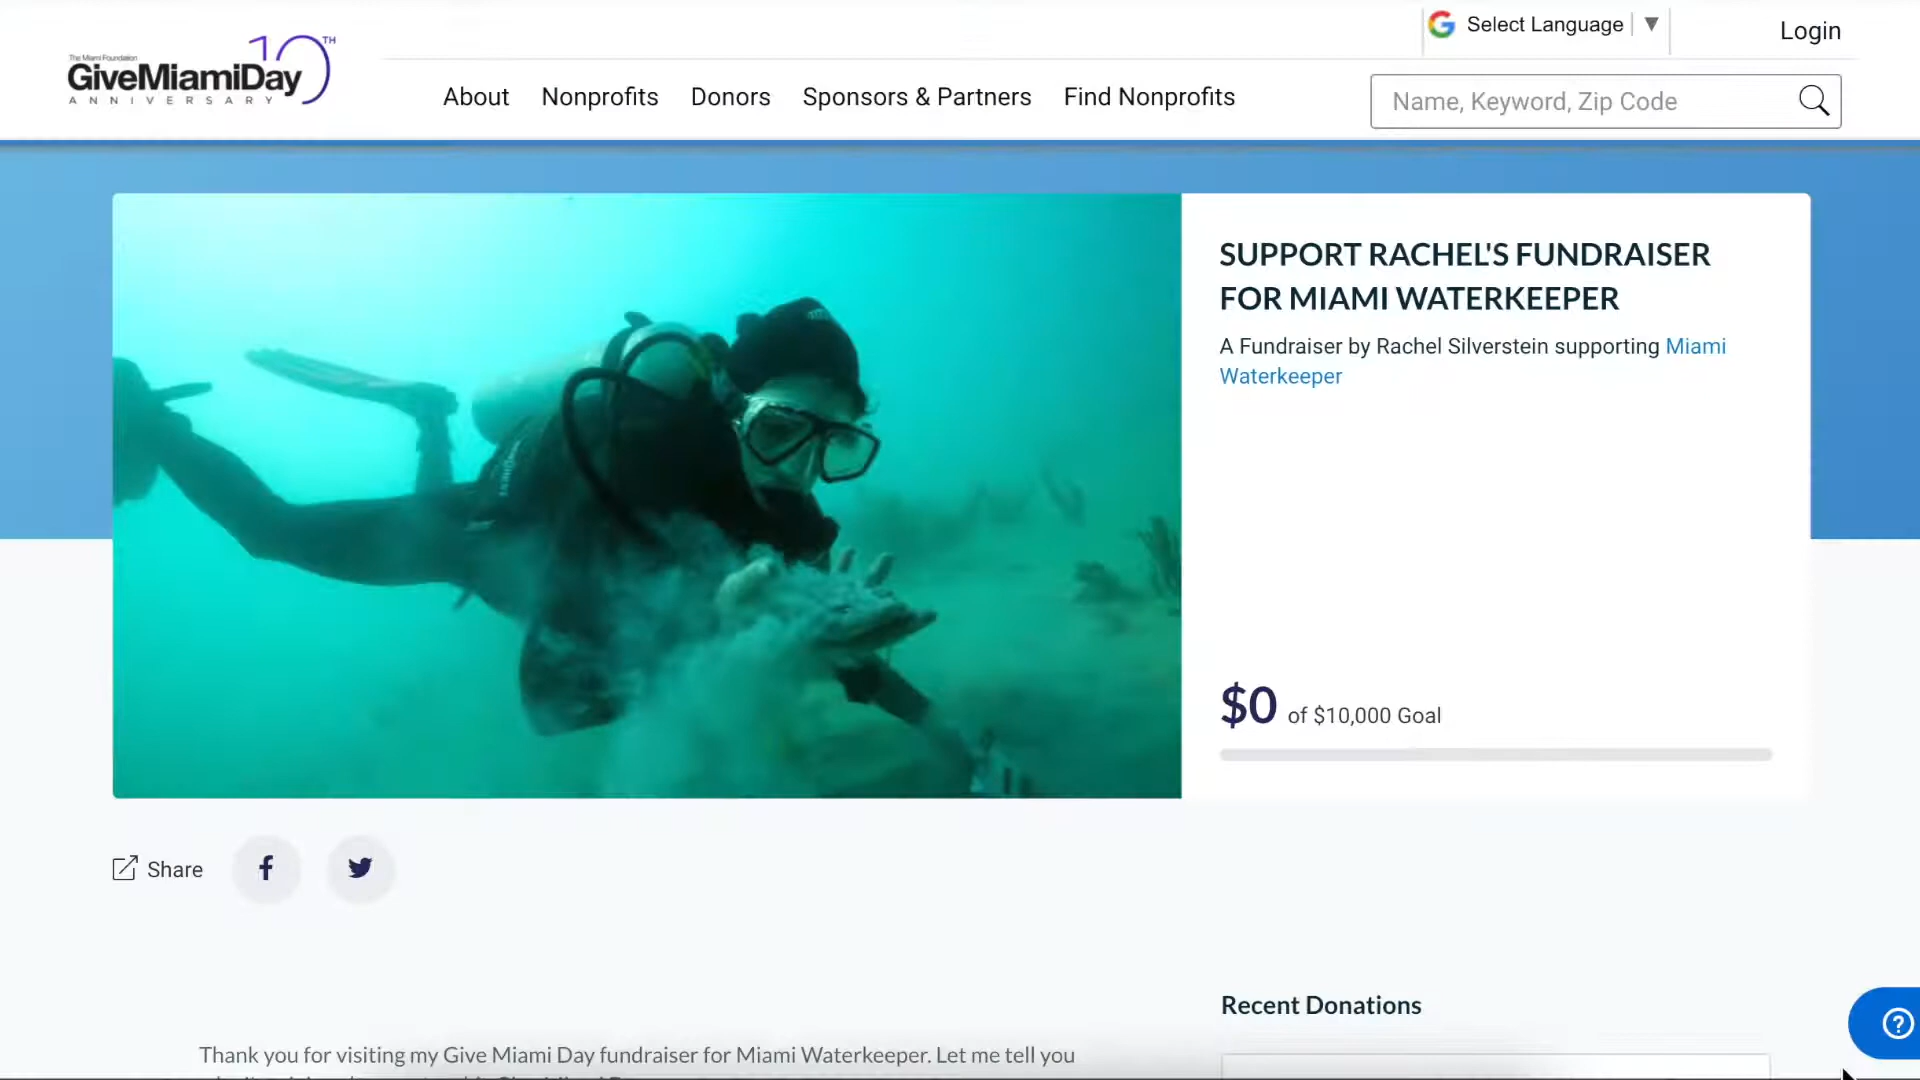 Select Language
Login
The Miami Foundation
GiveMiamiDay
10TH
ANNIVERSARY
About
Nonprofits
Donors
Sponsors & Partners
Find Nonprofits
Name, Keyword, Zip Code
SUPPORT RACHEL'S FUNDRAISER
FOR MIAMI WATERKEEPER
A Fundraiser by Rachel Silverstein supporting Miami
Waterkeeper
$0 of $10,000 Goal
Share
Recent Donations
Thank you for visiting my Give Miami Day fundraiser for Miami Waterkeeper. Let me tell you